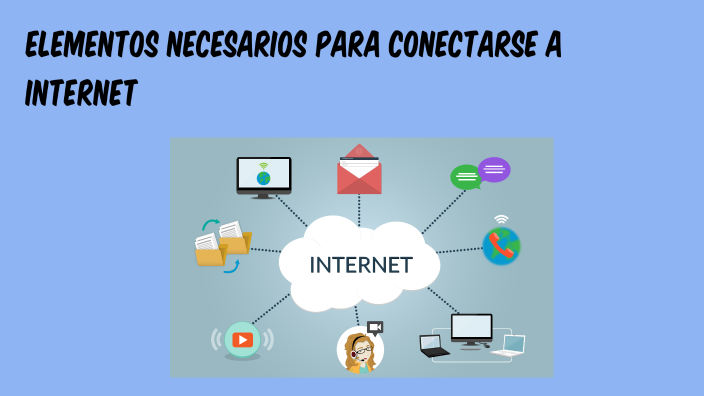 ELEMENTOS NECESARIOS PARA CONECTARSE A
INTERNET
INTERNET